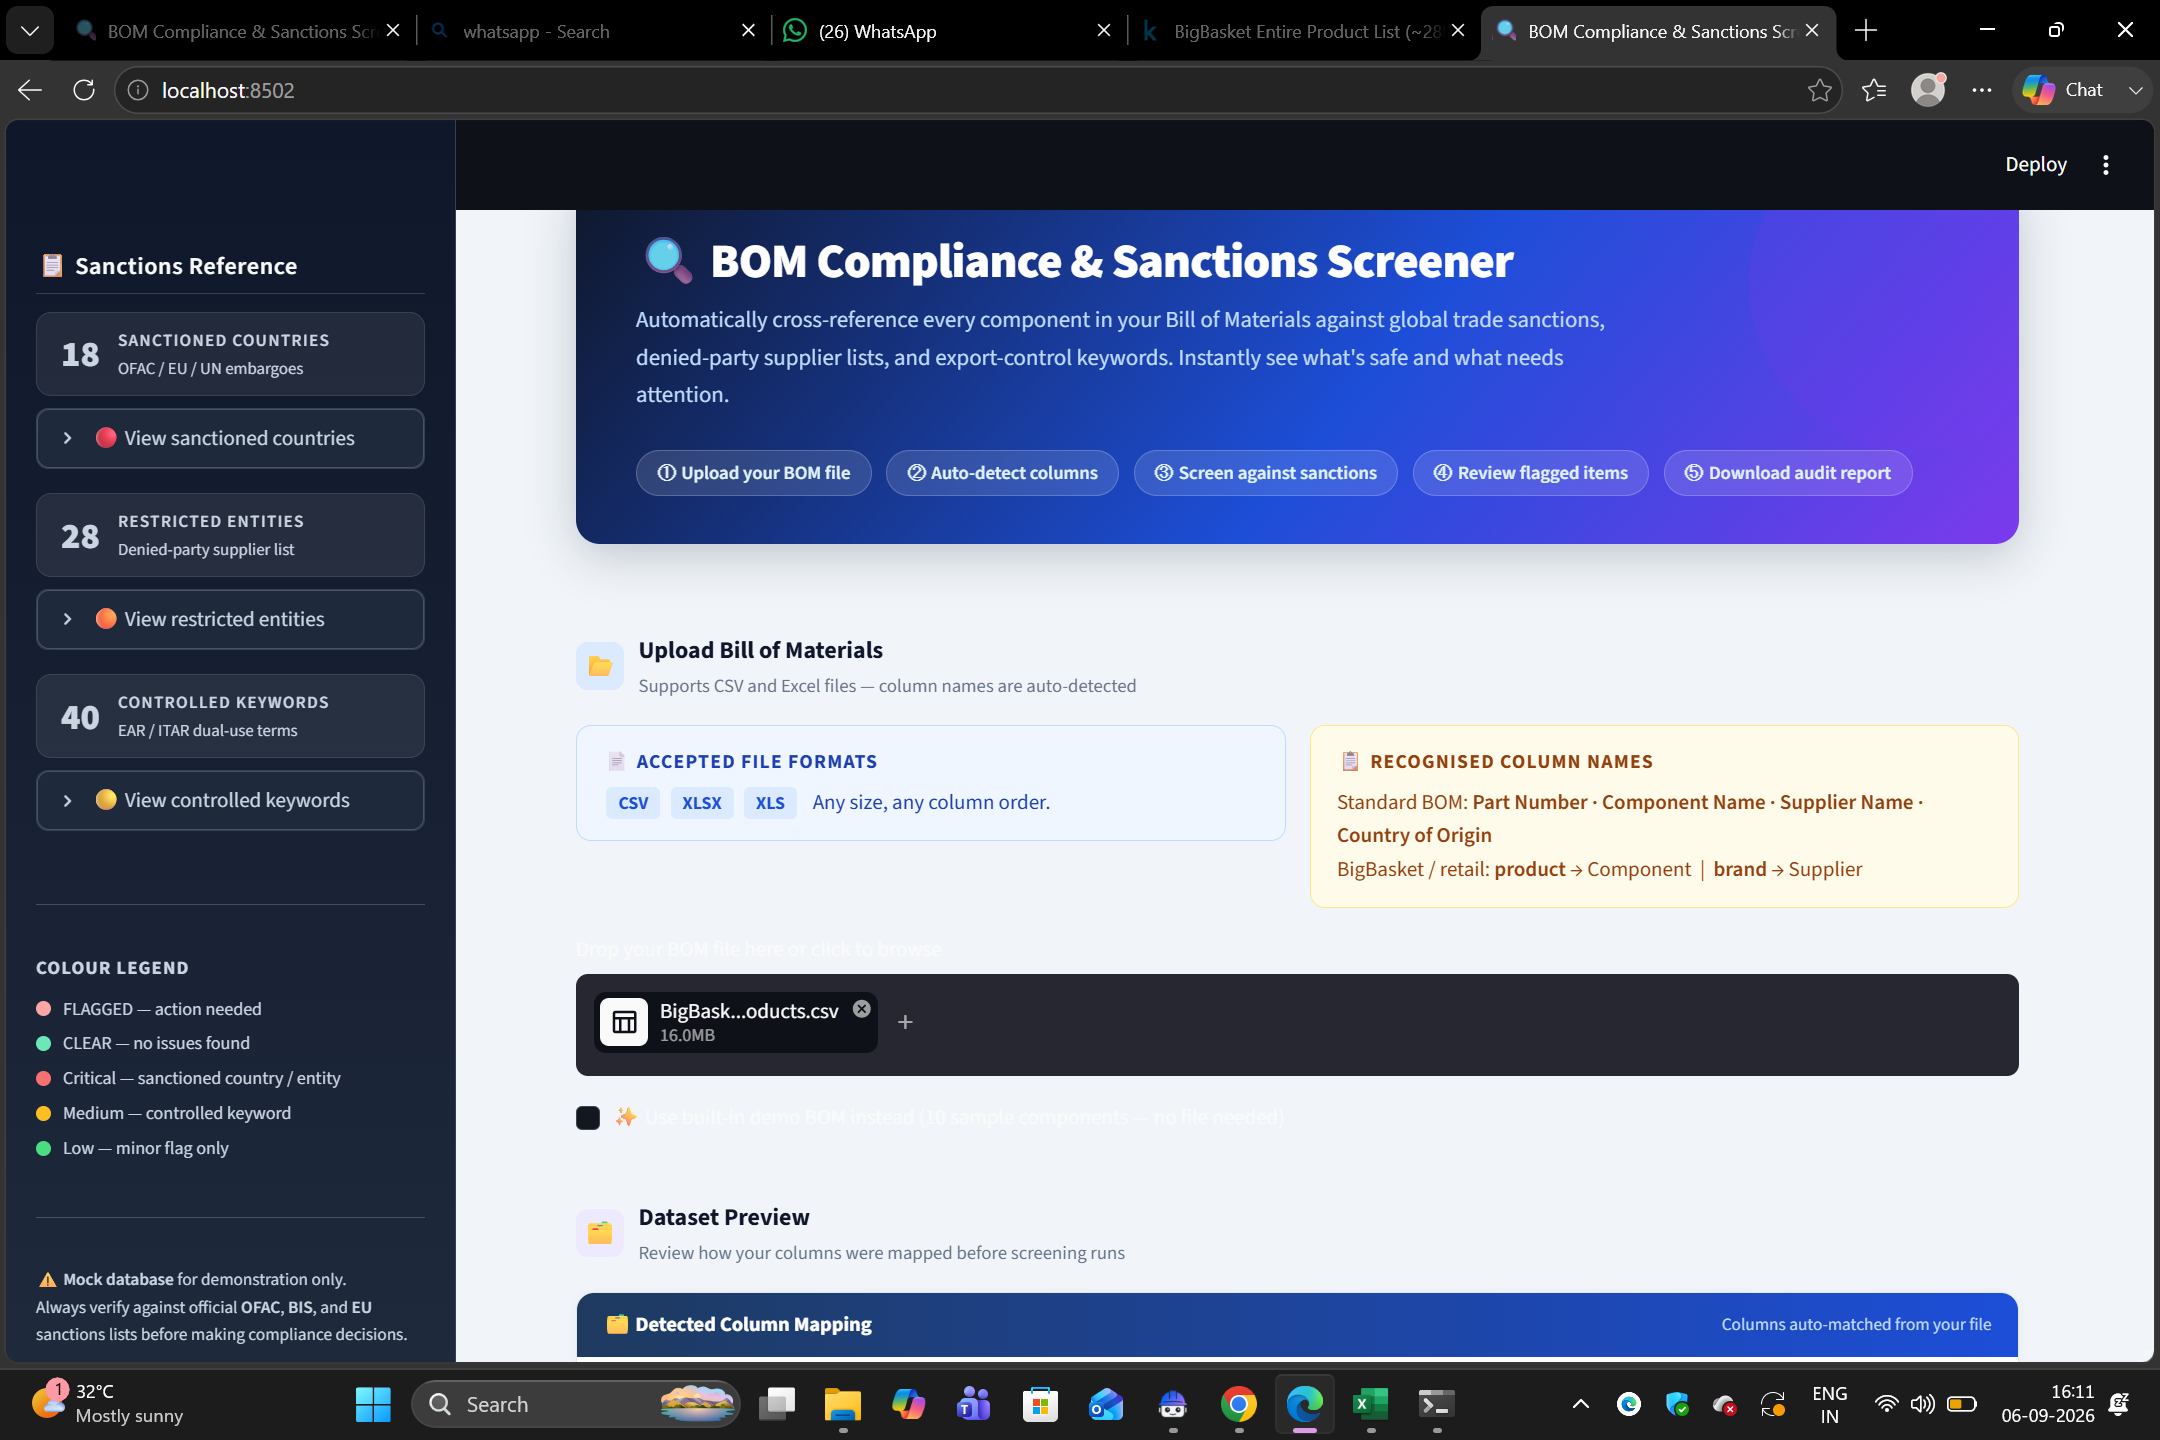 BOM Compliance & Sanctions Scr
whatsapp - Search
(26) WhatsApp
BigBasket Entire Product List (~28
BOM Compliance & Sanctions Scr
localhost:8502
Chat
Deploy
Sanctions Reference
18
SANCTIONED COUNTRIES
OFAC / EU / UN embargoes
View sanctioned countries
28
RESTRICTED ENTITIES
Denied-party supplier list
View restricted entities
40
CONTROLLED KEYWORDS
EAR / ITAR dual-use terms
View controlled keywords
COLOUR LEGEND
FLAGGED — action needed
CLEAR — no issues found
Critical — sanctioned country / entity
Medium — controlled keyword
Low — minor flag only
Mock database for demonstration only.
Always verify against official OFAC, BIS, and EU
sanctions lists before making compliance decisions.
BOM Compliance & Sanctions Screener
Automatically cross-reference every component in your Bill of Materials against global trade sanctions,
denied-party supplier lists, and export-control keywords. Instantly see what's safe and what needs
attention.
① Upload your BOM file
② Auto-detect columns
③ Screen against sanctions
④ Review flagged items
⑤ Download audit report
Upload Bill of Materials
Supports CSV and Excel files — column names are auto-detected
ACCEPTED FILE FORMATS
CSV XLSX XLS Any size, any column order.
RECOGNISED COLUMN NAMES
Standard BOM: Part Number · Component Name · Supplier Name ·
Country of Origin
BigBasket / retail: product → Component | brand → Supplier
Drop your BOM file here or click to browse
BigBask...oducts.csv
16.0MB
Use built-in demo BOM instead (10 sample components — no file needed)
Dataset Preview
Review how your columns were mapped before screening runs
Detected Column Mapping
Columns auto-matched from your file
1
32°C
Mostly sunny
Search
ENG
IN
16:11
06-09-2026